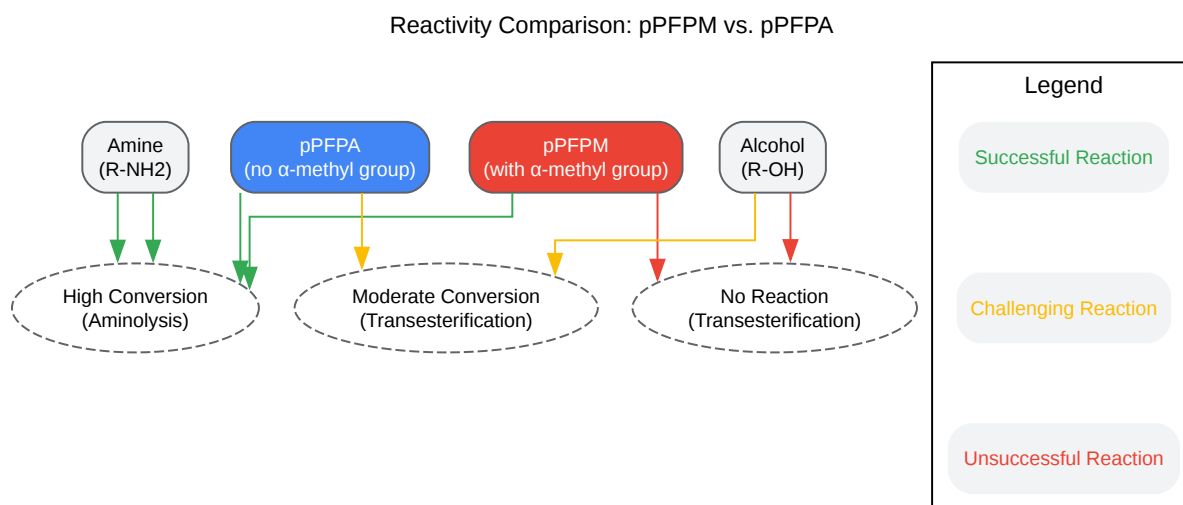 Reactivity Comparison: pPFPM vs. pPFPA
Legend
Amine
(R-NH2)
pPFPA
(no α-methyl group)
pPFPM
(with α-methyl group)
Alcohol
(R-OH)
Successful Reaction
High Conversion
(Aminolysis)
Moderate Conversion
(Transesterification)
No Reaction
(Transesterification)
Challenging Reaction
Unsuccessful Reaction